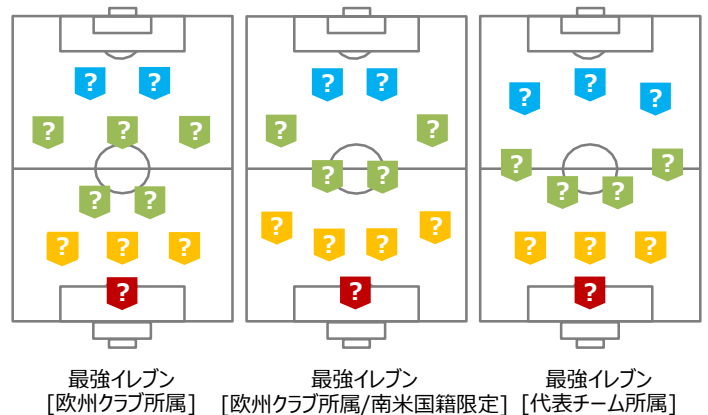 ? ? ? ? ? ? ?
? ? ? ? ?
? ? ? ?
? ? ? ? ? ?
? ? ? ? ? ? ? ? ? ?
? ? ?
最強イレブン 最強イレブン 最強イレブン
[欧州クラブ所属] [欧州クラブ所属/南米国籍限定] [代表チーム所属]